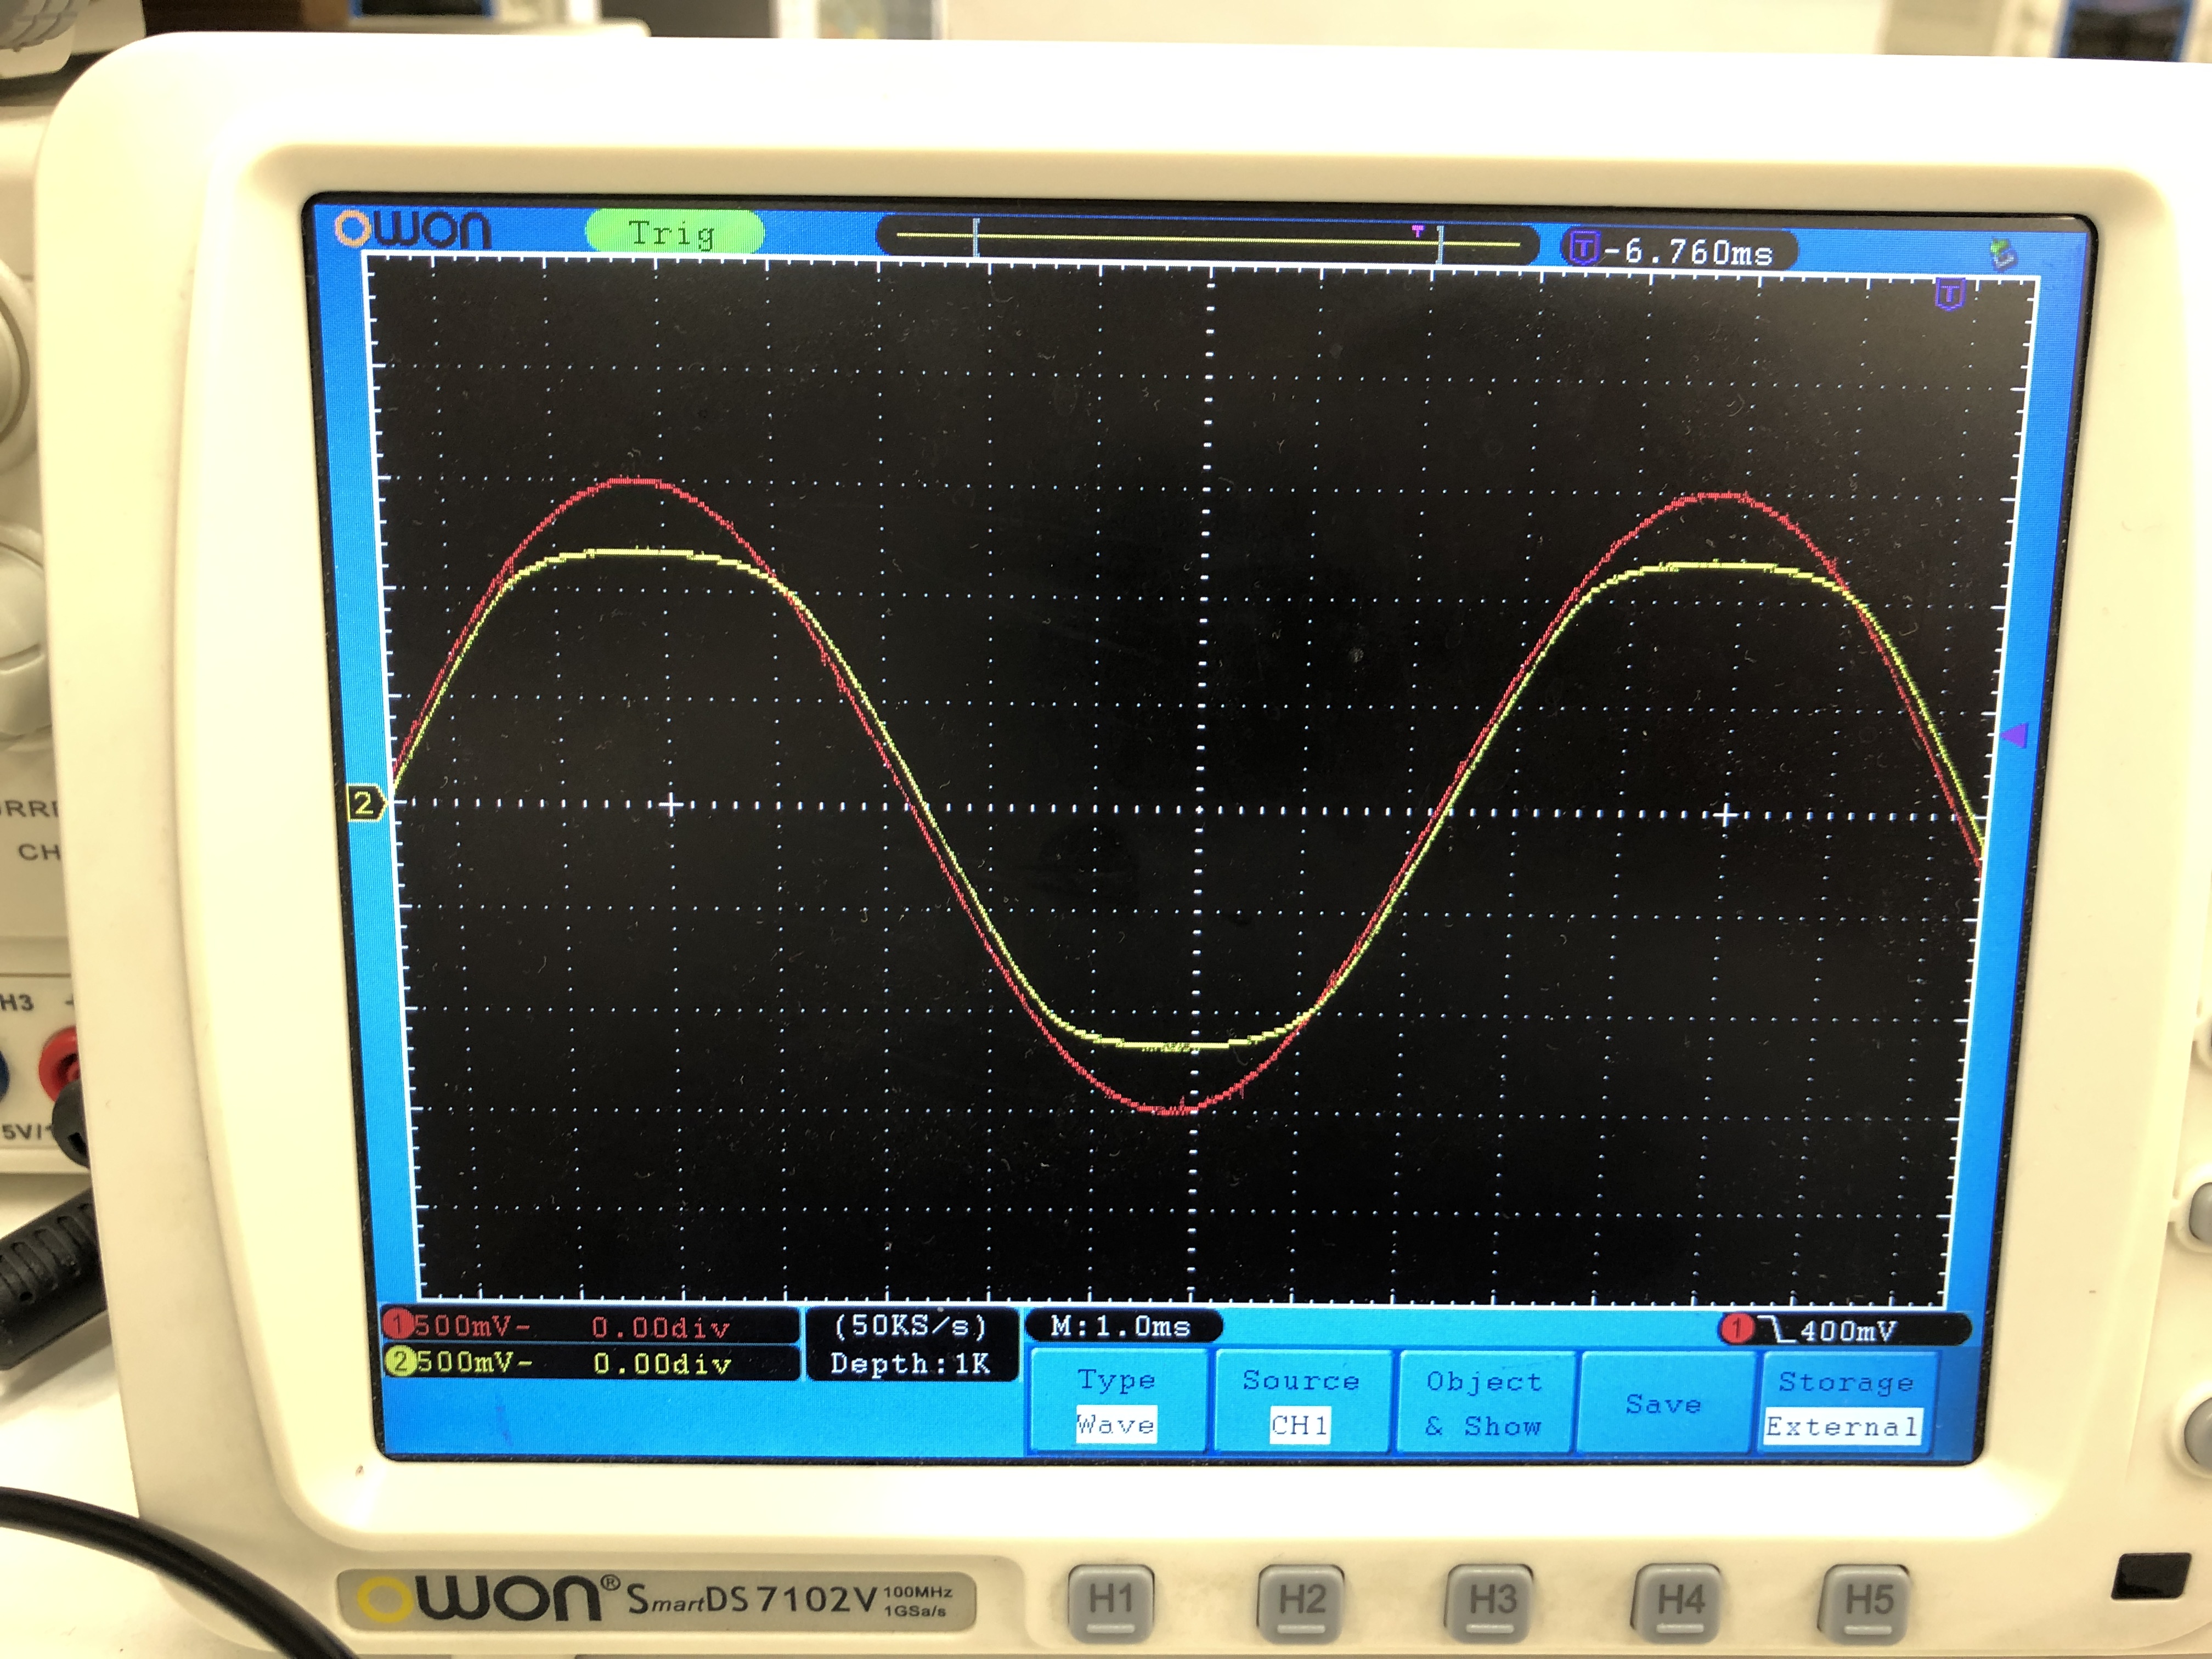 owon Trig T T -6.760ms
T
2
CH
H3
5V/
1 500mV- 0.00div (50KS/s) M:1.0ms 1 400mV
2 500mV- 0.00div Depth:1K
Type Source Object Save Storage
Wave CH1 & Show External
owon® SmartDS7102V 100MHz
1GSa/s
H1 H2 H3 H4 H5